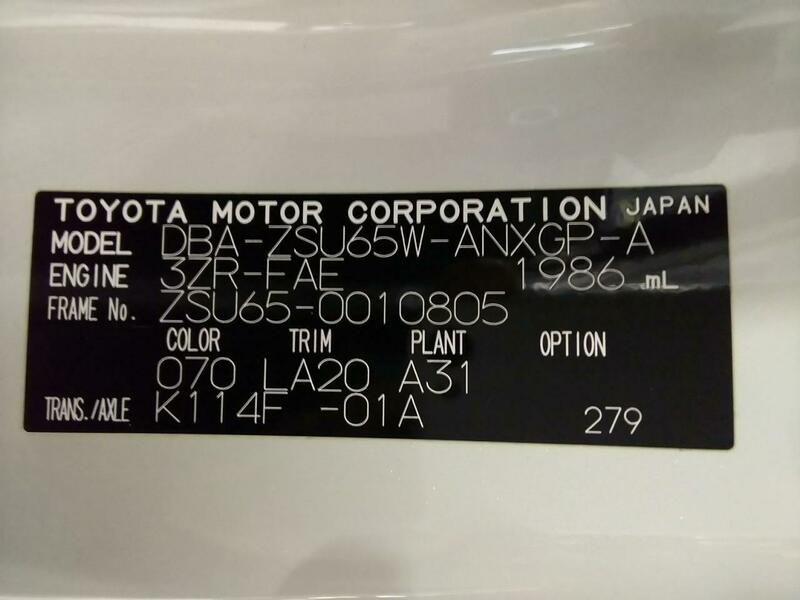 TOYOTA MOTOR CORPORATION JAPAN
MODEL DBA-ZSU65W-ANXGP-A
ENGINE 3ZR-FAE 1986 mL
FRAME No. ZSU65-0010805
COLOR TRIM PLANT OPTION
070 LA20 A31
TRANS./AXLE K114F -01A 279